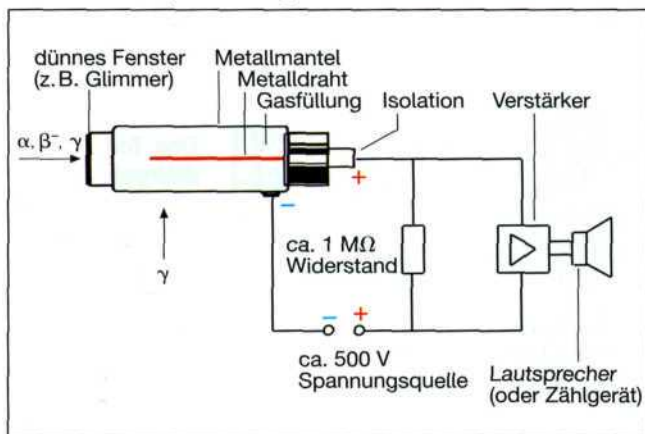 dünnes Fenster
(z. B. Glimmer)
Metallmantel
Metalldraht
Gasfüllung
Isolation
Verstärker
α, β⁻, γ
+
−
γ
ca. 1 MΩ
Widerstand
− +
ca. 500 V
Spannungsquelle
Lautsprecher
(oder Zählgerät)